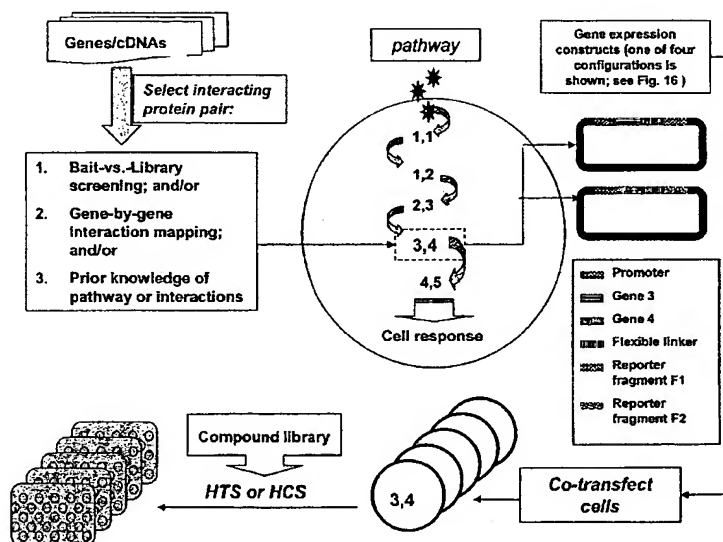 Genes/cDNAs
Select interacting
protein pair:
1. Bait-vs.-Library
screening; and/or
2. Gene-by-gene
interaction mapping;
and/or
3. Prior knowledge of
pathway or interactions
pathway
1,1
1,2
2,3
3,4
4,5
Cell response
Gene expression
constructs (one of four
configurations is
shown; see Fig. 16 )
Promoter
Gene 3
Gene 4
Flexible linker
Reporter
fragment F1
Reporter
fragment F2
Compound library
HTS or HCS
3,4
Co-transfect
cells